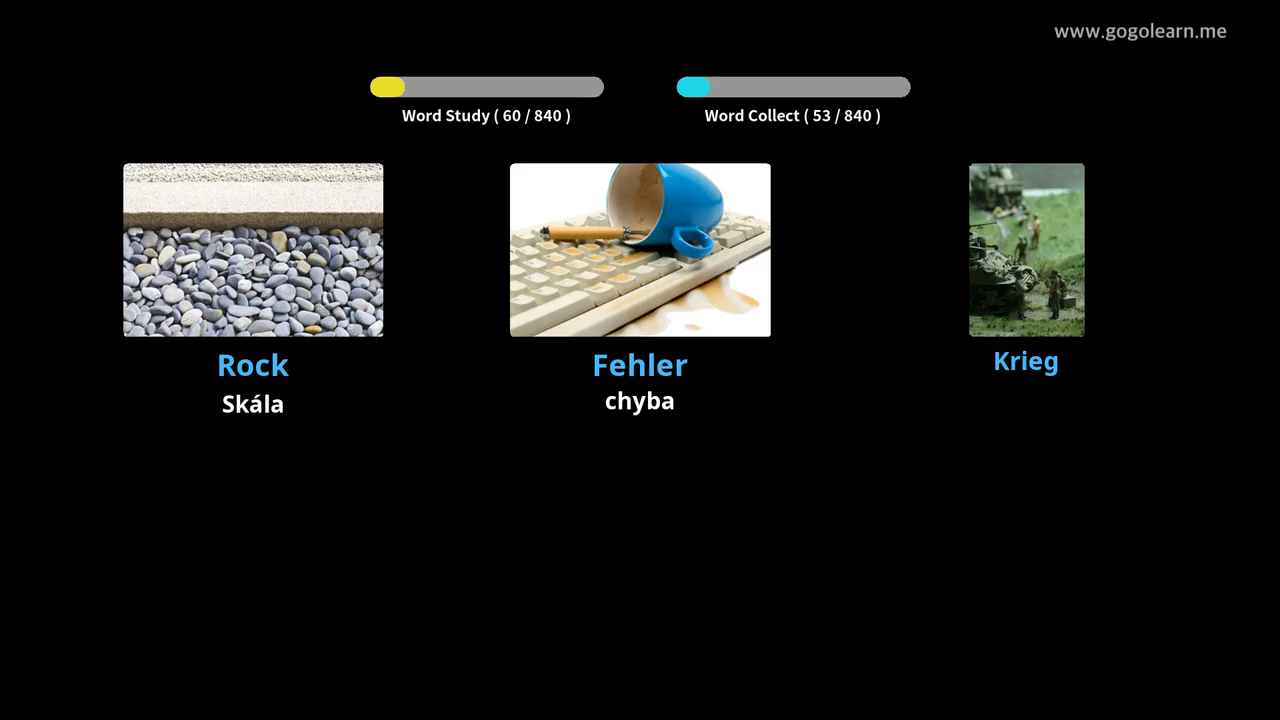 www.gogolearn.me
Word Study ( 60 / 840 )
Word Collect ( 53 / 840 )
Rock
Skála
Fehler
chyba
Krieg